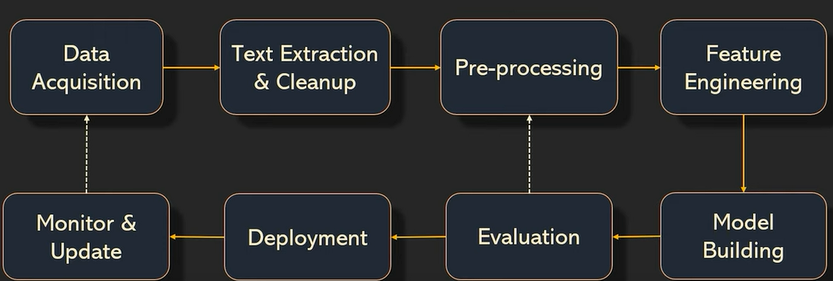 Data
Acquisition
Text Extraction
& Cleanup
Pre-processing
Feature
Engineering
Monitor &
Update
Deployment
Evaluation
Model
Building